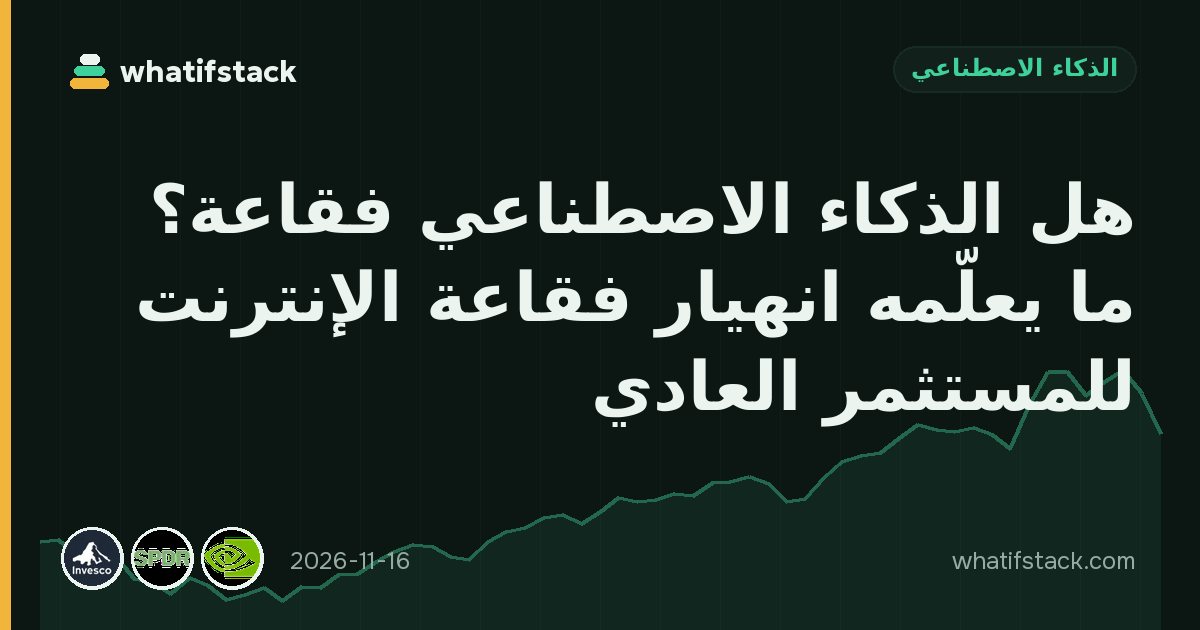 whatifstack
الذكاء الاصطناعي
هل الذكاء الاصطناعي فقاعة؟
ما يعلّمه انهيار فقاعة الإنترنت
للمستثمر العادي
Invesco
SPDR
2026-11-16
whatifstack.com